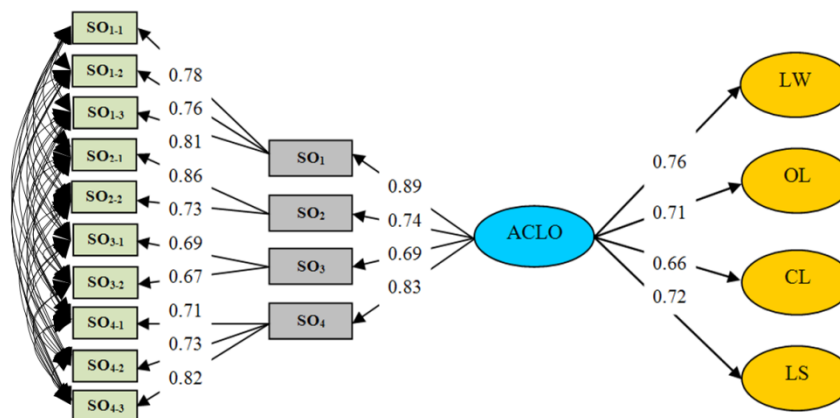 SO1-1
SO1-2
SO1-3
SO2-1
SO2-2
SO3-1
SO3-2
SO4-1
SO4-2
SO4-3
0.78
0.76
0.81
0.86
0.73
0.69
0.67
0.71
0.73
0.82
SO1
SO2
SO3
SO4
0.89
0.74
0.69
0.83
ACLO
0.76
0.71
0.66
0.72
LW
OL
CL
LS